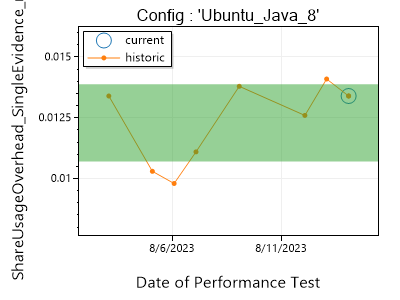 Config : 'Ubuntu_Java_8'
current
historic
0.015
0.0125
0.01
ShareUsageOverhead_SingleEvidence_
8/6/2023
8/11/2023
Date of Performance Test